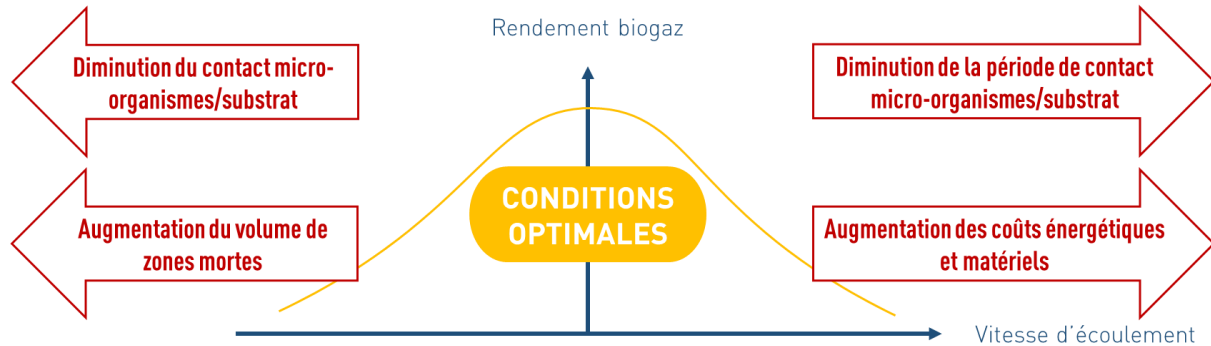 Rendement biogaz
Diminution du contact micro-
organismes/substrat
Diminution de la période de contact
micro-organismes/substrat
CONDITIONS
OPTIMALES
Augmentation du volume de
zones mortes
Augmentation des coûts énergétiques
et matériels
Vitesse d'écoulement